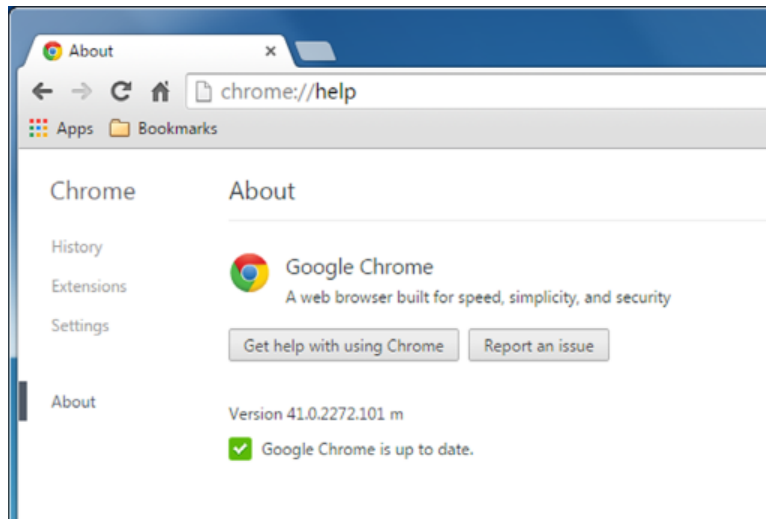 About
chrome://help
Apps Bookmarks
Chrome
About
History
Extensions
Settings
About
Google Chrome
A web browser built for speed, simplicity, and security
Get help with using Chrome Report an issue
Version 41.0.2272.101 m
Google Chrome is up to date.